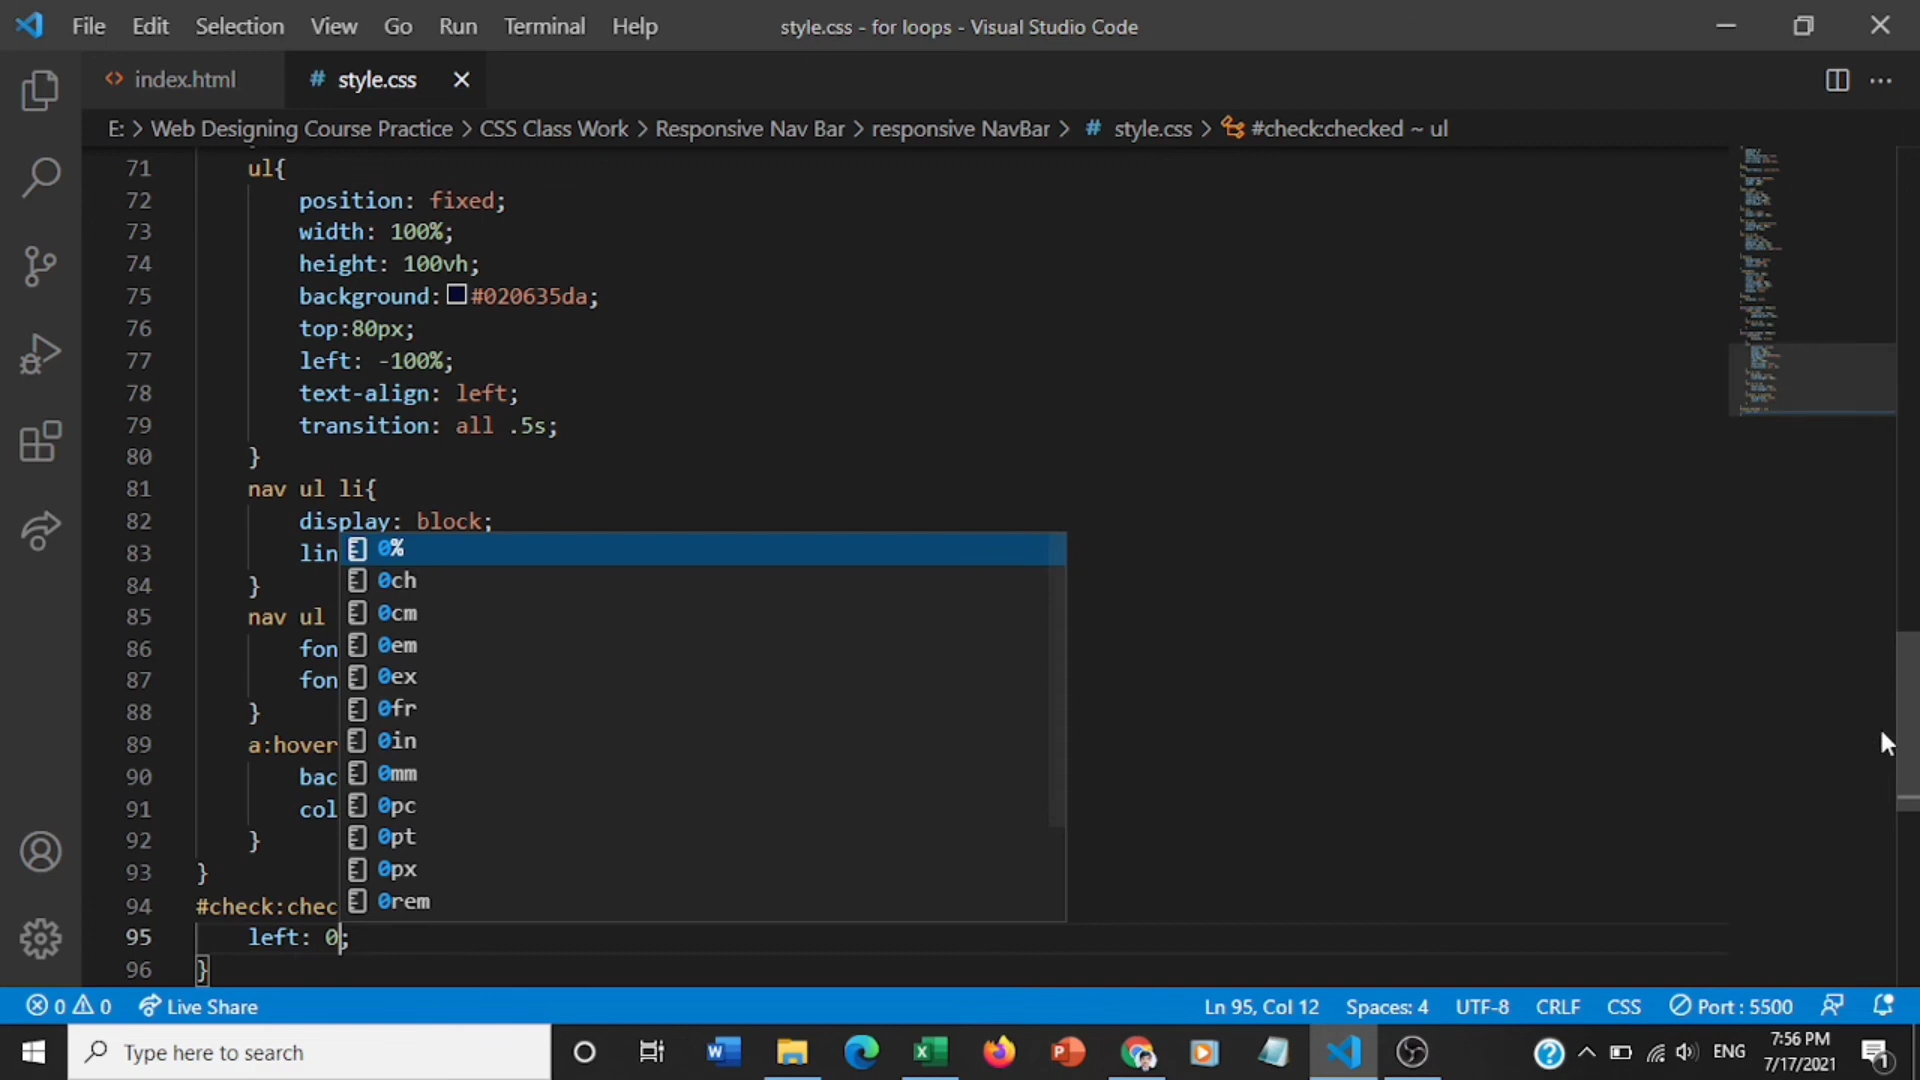 File Edit Selection View Go Run Terminal Help style.css - for loops - Visual Studio Code
index.html # style.css
E: > Web Designing Course Practice > CSS Class Work > Responsive Nav Bar > responsive NavBar > # style.css > #check:checked ~ ul
71 ul{
72 position: fixed;
73 width: 100%;
74 height: 100vh;
75 background: #020635da;
76 top:80px;
77 left: -100%;
78 text-align: left;
79 transition: all .5s;
80 }
81 nav ul li{
82 display: block;
83 lin
0%
84 }
0ch
0cm
85 nav ul
0em
86 fon
0ex
87 fon
0fr
88 }
0in
89 a:hover
0mm
90 bac
0pc
91 col
0pt
92 }
0px
93 }
0rem
94 #check:chec
95 left: 0;
96 }
0 0 Live Share Ln 95, Col 12 Spaces: 4 UTF-8 CRLF CSS Port : 5500
Type here to search ENG 7:56 PM
7/17/2021 1